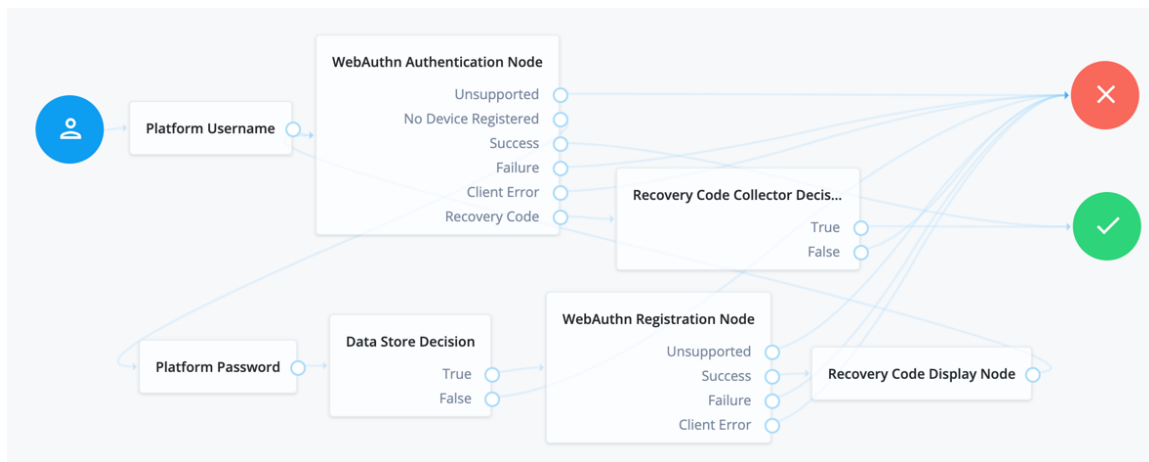 WebAuthn Authentication Node
Unsupported
No Device Registered
Success
Failure
Client Error
Recovery Code
Platform Username
Recovery Code Collector Decis...
True
False
WebAuthn Registration Node
Unsupported
Success
Failure
Client Error
Data Store Decision
True
False
Platform Password
Recovery Code Display Node